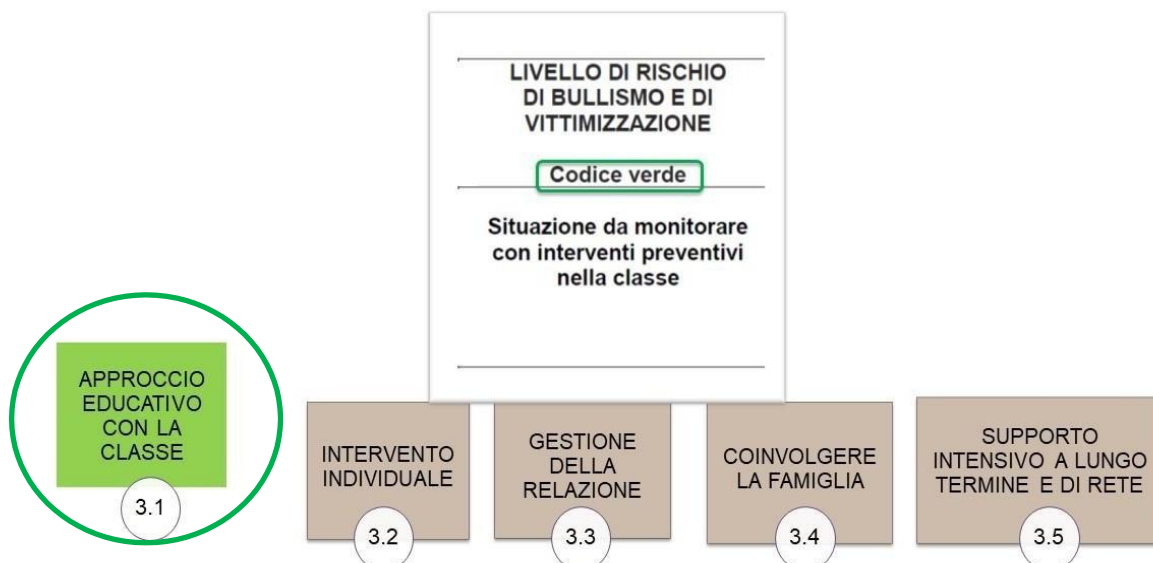 LIVELLO DI RISCHIO
DI BULLISMO E DI
VITTIMIZZAZIONE
Codice verde
Situazione da monitorare
con interventi preventivi
nella classe
APPROCCIO
EDUCATIVO
CON LA
CLASSE
3.1
INTERVENTO
INDIVIDUALE
3.2
GESTIONE
DELLA
RELAZIONE
3.3
COINVOLGERE
LA FAMIGLIA
3.4
SUPPORTO
INTENSIVO A LUNGO
TERMINE E DI RETE
3.5